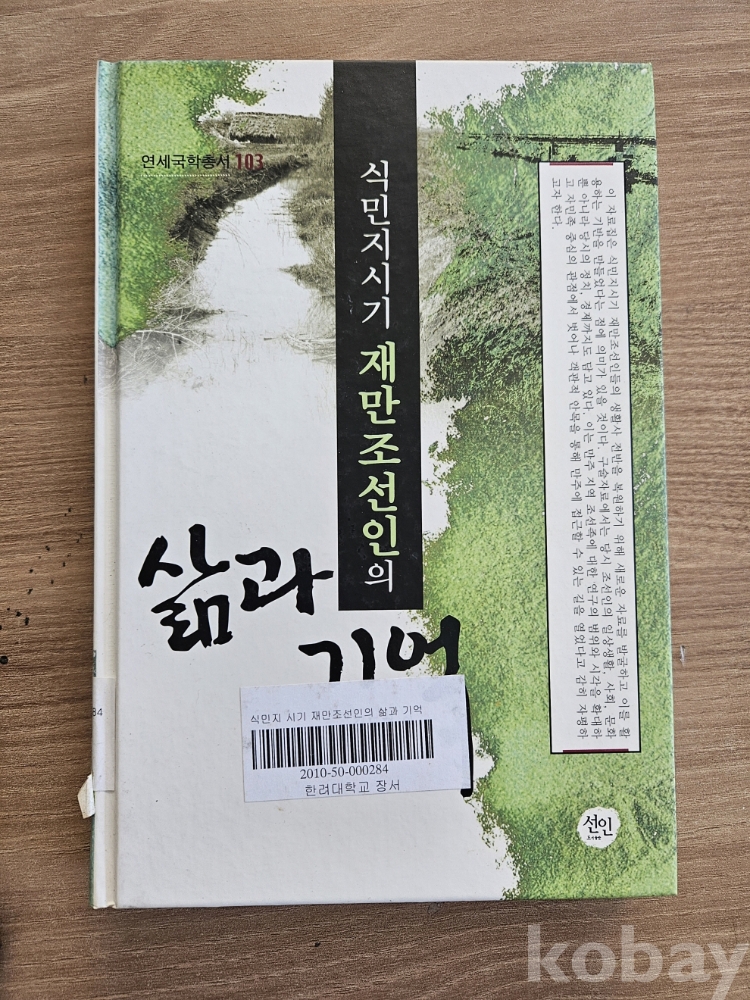 연세국학총서 103
식민지시기 재만조선인의
삶과
기억
이 자료집은 식민지시기 재만조선인들의 생활사 전반을 복원하기 위해 새로운 자료를 발굴하고 이를 활
용하는 기반을 만들었다는 점에 의미가 있을 것이다. 구술자료에서는 당시 조선인의 일상생활, 사회, 문화
뿐 아니라 당시의 정치, 경제까지도 담고 있다. 이는 만주 지역 조선족에 대한 연구의 범위와 시각을 확대하
고 자민족 중심의 관점에서 벗어나 객관적 안목을 통해 만주에 접근할 수 있는 길을 열었다고 감히 자평하
고자 한다.
식민지 시기 재만조선인의 삶과 기억
2010-50-000284
한려대학교 장서
84
선인
kobay